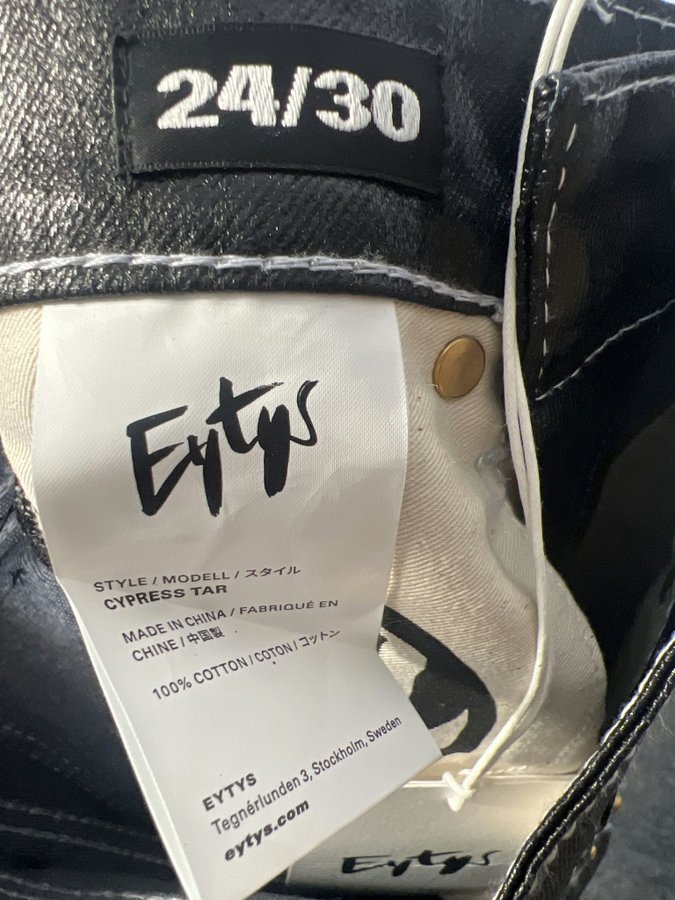 24/30
Eytys
STYLE / MODELL / スタイル
CYPRESS TAR
MADE IN CHINA / FABRIQUÉ EN
CHINE / 中国製
100% COTTON / COTON / コットン
EYTYS
Tegnérlunden 3, Stockholm, Sweden
eytys.com
Eytys